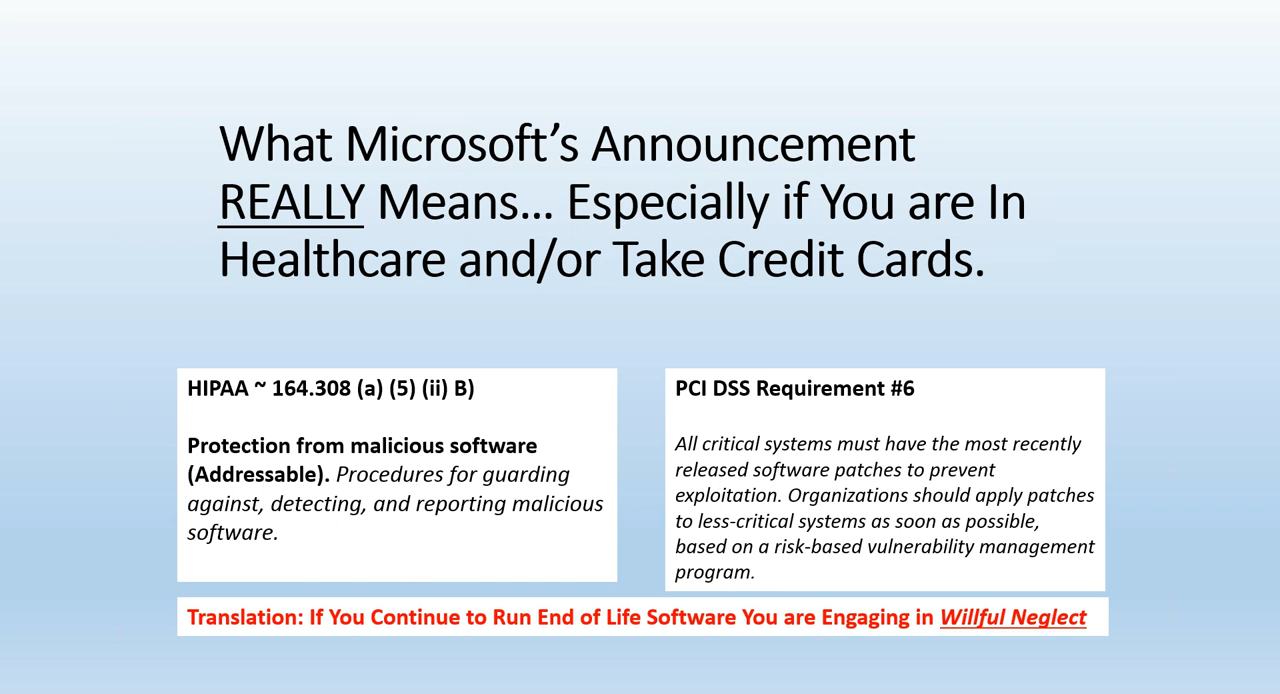 What Microsoft's Announcement
REALLY Means... Especially if You are In
Healthcare and/or Take Credit Cards.
HIPAA ~ 164.308 (a) (5) (ii) B)
Protection from malicious software
(Addressable). Procedures for guarding
against, detecting, and reporting malicious
software.
PCI DSS Requirement #6
All critical systems must have the most recently
released software patches to prevent
exploitation. Organizations should apply patches
to less-critical systems as soon as possible,
based on a risk-based vulnerability management
program.
Translation: If You Continue to Run End of Life Software You are Engaging in Willful Neglect